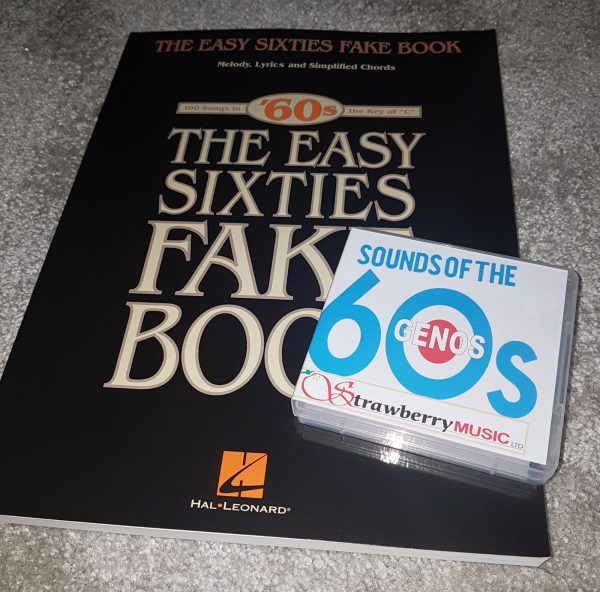 THE EASY SIXTIES FAKE BOOK
Melody, Lyrics and Simplified Chords
100 Songs in '60s the Key of "C"
THE EASY
SIXTIES
FAKE
BOO
HAL•LEONARD®
SOUNDS OF THE
60s
GENOS
Strawberry MUSIC LTD